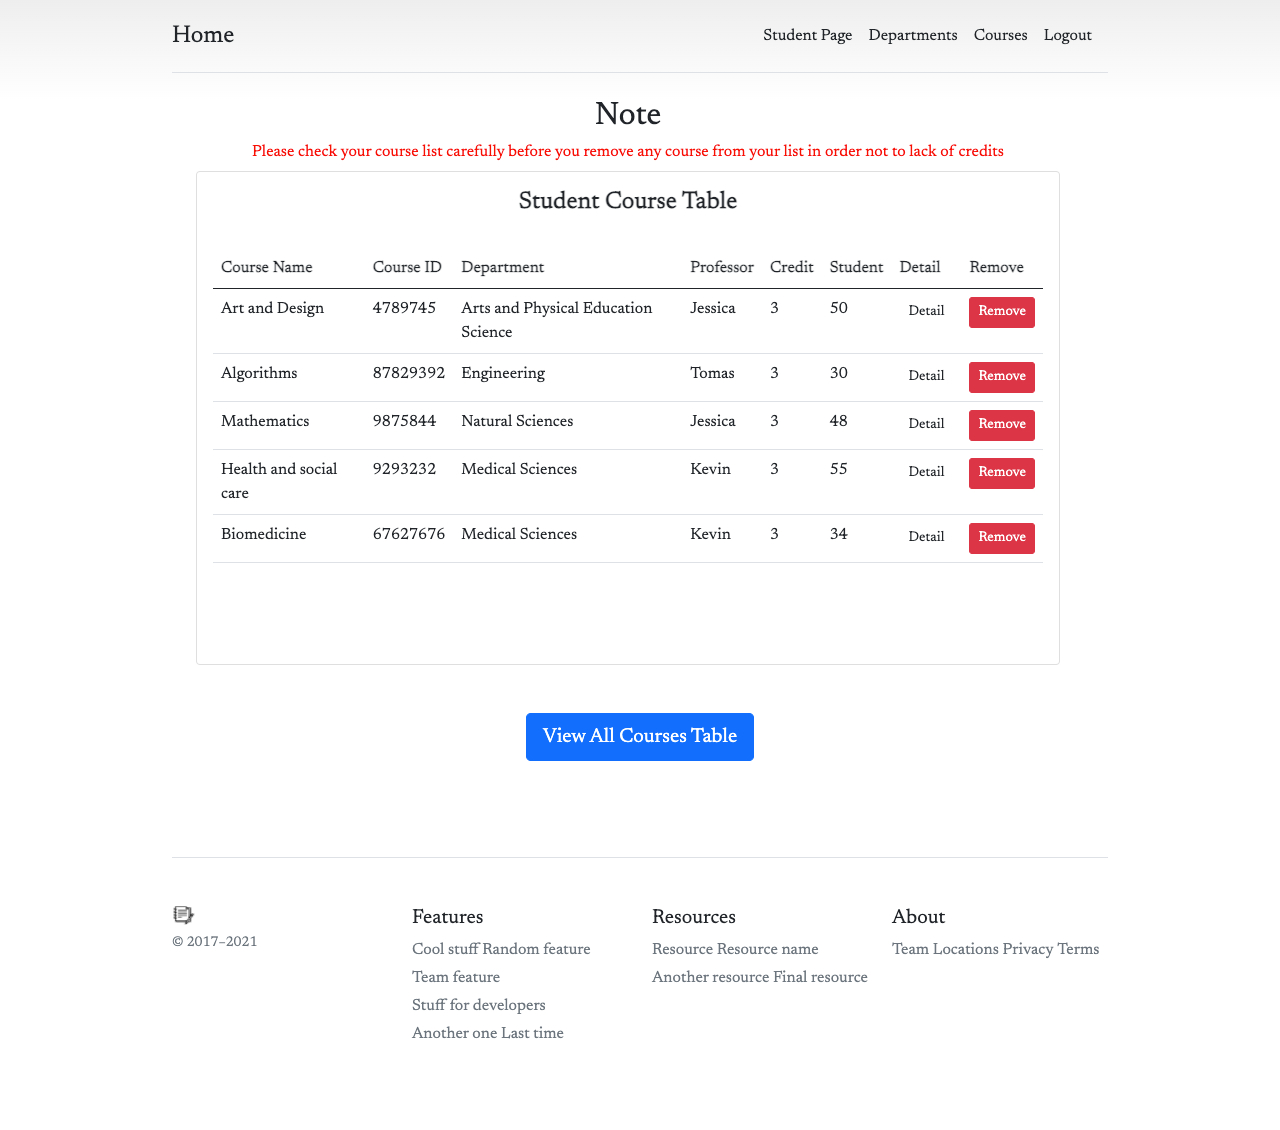 Home Student Page Departments Courses Logout
Note
Please check your course list carefully before you remove any course from your list in order not to lack of credits
Student Course Table
Course Name Course ID Department Professor Credit Student Detail Remove
Art and Design 4789745 Arts and Physical Education Jessica 3 50 Detail Remove
Science
Algorithms 87829392 Engineering Tomas 3 30 Detail Remove
Mathematics 9875844 Natural Sciences Jessica 3 48 Detail Remove
Health and social 9293232 Medical Sciences Kevin 3 55 Detail Remove
care
Biomedicine 67627676 Medical Sciences Kevin 3 34 Detail Remove
View All Courses Table
© 2017–2021
Features
Cool stuff Random feature
Team feature
Stuff for developers
Another one Last time
Resources
Resource Resource name
Another resource Final resource
About
Team Locations Privacy Terms